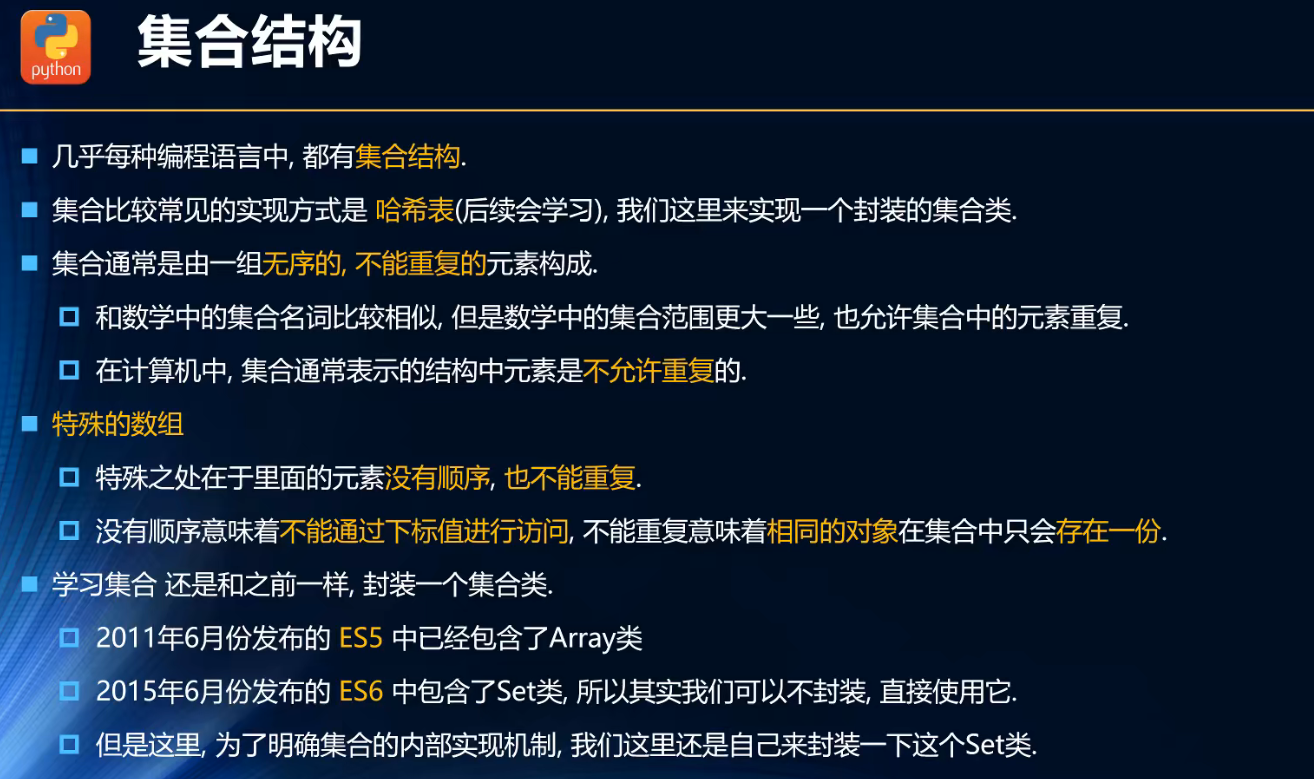 python
集合结构
几乎每种编程语言中, 都有集合结构.
集合比较常见的实现方式是 哈希表(后续会学习), 我们这里来实现一个封装的集合类.
集合通常是由一组无序的, 不能重复的元素构成.
和数学中的集合名词比较相似, 但是数学中的集合范围更大一些, 也允许集合中的元素重复.
在计算机中, 集合通常表示的结构中元素是不允许重复的.
特殊的数组
特殊之处在于里面的元素没有顺序, 也不能重复.
没有顺序意味着不能通过下标值进行访问, 不能重复意味着相同的对象在集合中只会存在一份.
学习集合 还是和之前一样, 封装一个集合类.
2011年6月份发布的 ES5 中已经包含了Array类
2015年6月份发布的 ES6 中包含了Set类, 所以其实我们可以不封装, 直接使用它.
但是这里, 为了明确集合的内部实现机制, 我们这里还是自己来封装一下这个Set类.